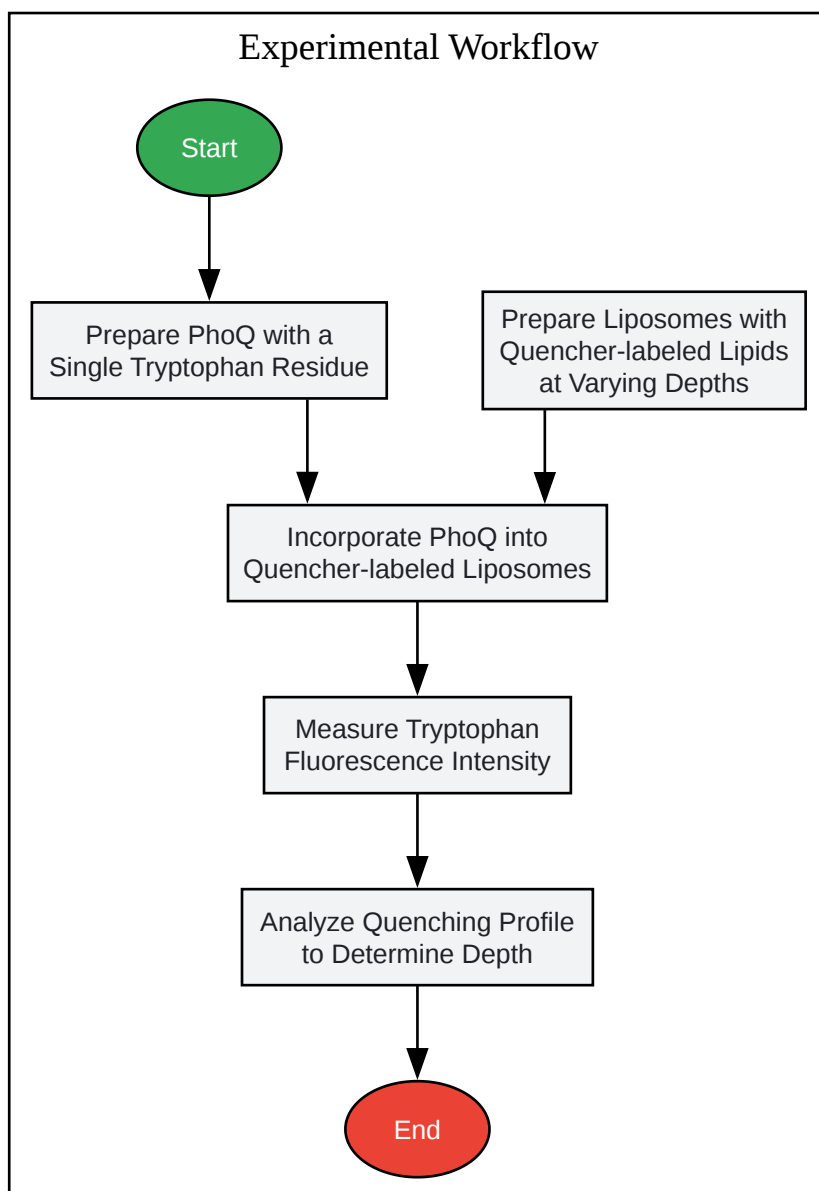 Experimental Workflow
Start
Prepare PhoQ with a
Single Tryptophan Residue
Prepare Liposomes with
Quencher-labeled Lipids
at Varying Depths
Incorporate PhoQ into
Quencher-labeled Liposomes
Measure Tryptophan
Fluorescence Intensity
Analyze Quenching Profile
to Determine Depth
End